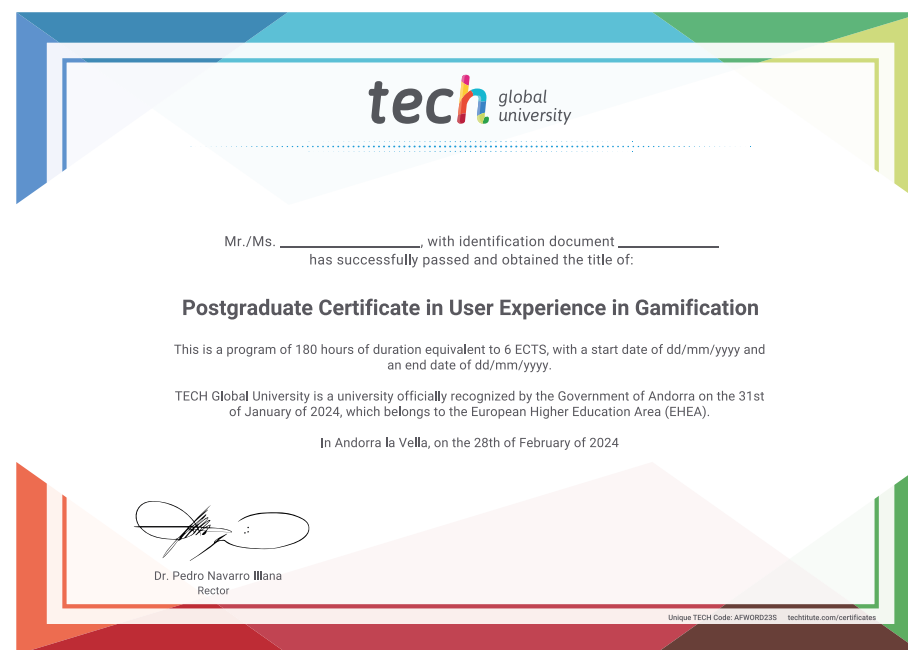 tech global university
Mr./Ms. ____________, with identification document ____________
has successfully passed and obtained the title of:
Postgraduate Certificate in User Experience in Gamification
This is a program of 180 hours of duration equivalent to 6 ECTS, with a start date of dd/mm/yyyy and
an end date of dd/mm/yyyy.
TECH Global University is a university officially recognized by the Government of Andorra on the 31st
of January of 2024, which belongs to the European Higher Education Area (EHEA).
In Andorra la Vella, on the 28th of February of 2024
Dr. Pedro Navarro Illana
Rector
Unique TECH Code: AFWORD23S techtitute.com/certificates